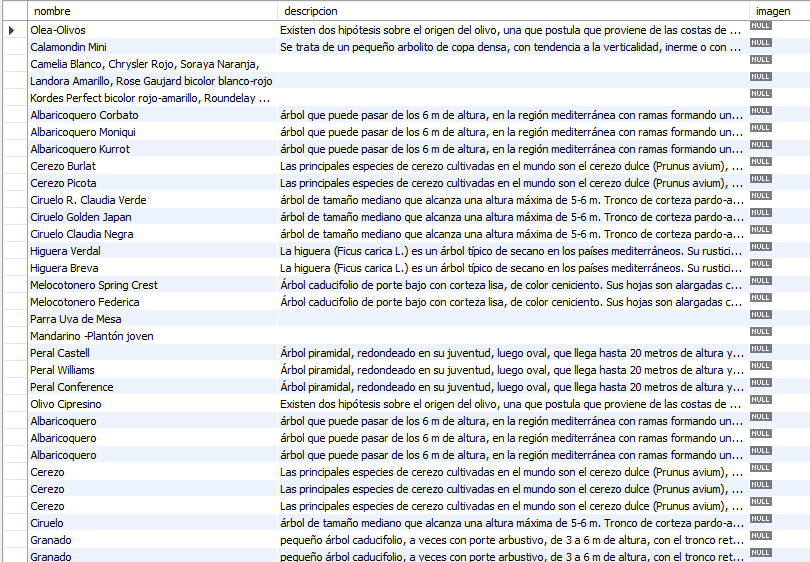 nombre descripcion imagen
Olea-Olivos Existen dos hipótesis sobre el origen del olivo, una que postula que proviene de las costas de ... NULL
Calamondin Mini Se trata de un pequeño arbolito de copa densa, con tendencia a la verticalidad, inerme o con ... NULL
Camelia Blanco, Chrysler Rojo, Soraya Naranja, NULL
Landora Amarillo, Rose Gaujard bicolor blanco-rojo NULL
Kordes Perfect bicolor rojo-amarillo, Roundelay ... NULL
Albaricoquero Corbato árbol que puede pasar de los 6 m de altura, en la región mediterránea con ramas formando un... NULL
Albaricoquero Moniqui árbol que puede pasar de los 6 m de altura, en la región mediterránea con ramas formando un... NULL
Albaricoquero Kurrot árbol que puede pasar de los 6 m de altura, en la región mediterránea con ramas formando un... NULL
Cerezo Burlat Las principales especies de cerezo cultivadas en el mundo son el cerezo dulce (Prunus avium), ... NULL
Cerezo Picota Las principales especies de cerezo cultivadas en el mundo son el cerezo dulce (Prunus avium), ... NULL
Ciruelo R. Claudia Verde árbol de tamaño mediano que alcanza una altura máxima de 5-6 m. Tronco de corteza pardo-a... NULL
Ciruelo Golden Japan árbol de tamaño mediano que alcanza una altura máxima de 5-6 m. Tronco de corteza pardo-a... NULL
Ciruelo Claudia Negra árbol de tamaño mediano que alcanza una altura máxima de 5-6 m. Tronco de corteza pardo-a... NULL
Higuera Verdal La higuera (Ficus carica L.) es un árbol típico de secano en los países mediterráneos. Su rustici... NULL
Higuera Breva La higuera (Ficus carica L.) es un árbol típico de secano en los países mediterráneos. Su rustici... NULL
Melocotonero Spring Crest Árbol caducifolio de porte bajo con corteza lisa, de color ceniciento. Sus hojas son alargadas c... NULL
Melocotonero Federica Árbol caducifolio de porte bajo con corteza lisa, de color ceniciento. Sus hojas son alargadas c... NULL
Parra Uva de Mesa NULL
Mandarino -Plantón joven NULL
Peral Castell Árbol piramidal, redondeado en su juventud, luego oval, que llega hasta 20 metros de altura y... NULL
Peral Williams Árbol piramidal, redondeado en su juventud, luego oval, que llega hasta 20 metros de altura y... NULL
Peral Conference Árbol piramidal, redondeado en su juventud, luego oval, que llega hasta 20 metros de altura y... NULL
Olivo Cipresino Existen dos hipótesis sobre el origen del olivo, una que postula que proviene de las costas de ... NULL
Albaricoquero árbol que puede pasar de los 6 m de altura, en la región mediterránea con ramas formando un... NULL
Albaricoquero árbol que puede pasar de los 6 m de altura, en la región mediterránea con ramas formando un... NULL
Albaricoquero árbol que puede pasar de los 6 m de altura, en la región mediterránea con ramas formando un... NULL
Cerezo Las principales especies de cerezo cultivadas en el mundo son el cerezo dulce (Prunus avium), ... NULL
Cerezo Las principales especies de cerezo cultivadas en el mundo son el cerezo dulce (Prunus avium), ... NULL
Cerezo Las principales especies de cerezo cultivadas en el mundo son el cerezo dulce (Prunus avium), ... NULL
Ciruelo árbol de tamaño mediano que alcanza una altura máxima de 5-6 m. Tronco de corteza pardo-a... NULL
Granado pequeño árbol caducifolio, a veces con porte arbustivo, de 3 a 6 m de altura, con el tronco ret... NULL
Granado pequeño árbol caducifolio, a veces con porte arbustivo, de 3 a 6 m de altura, con el tronco ret... NULL